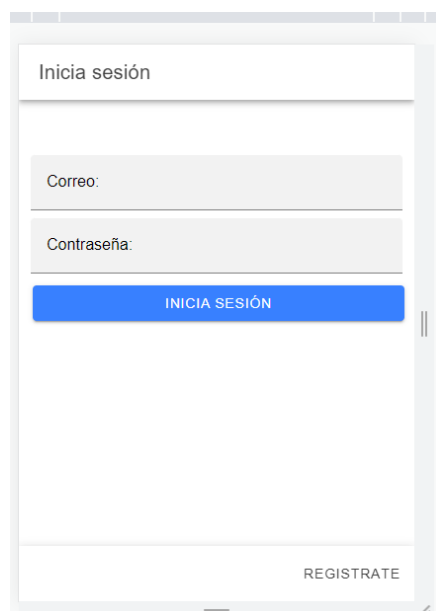 Inicia sesión
Correo:
Contraseña:
INICIA SESIÓN
REGISTRATE